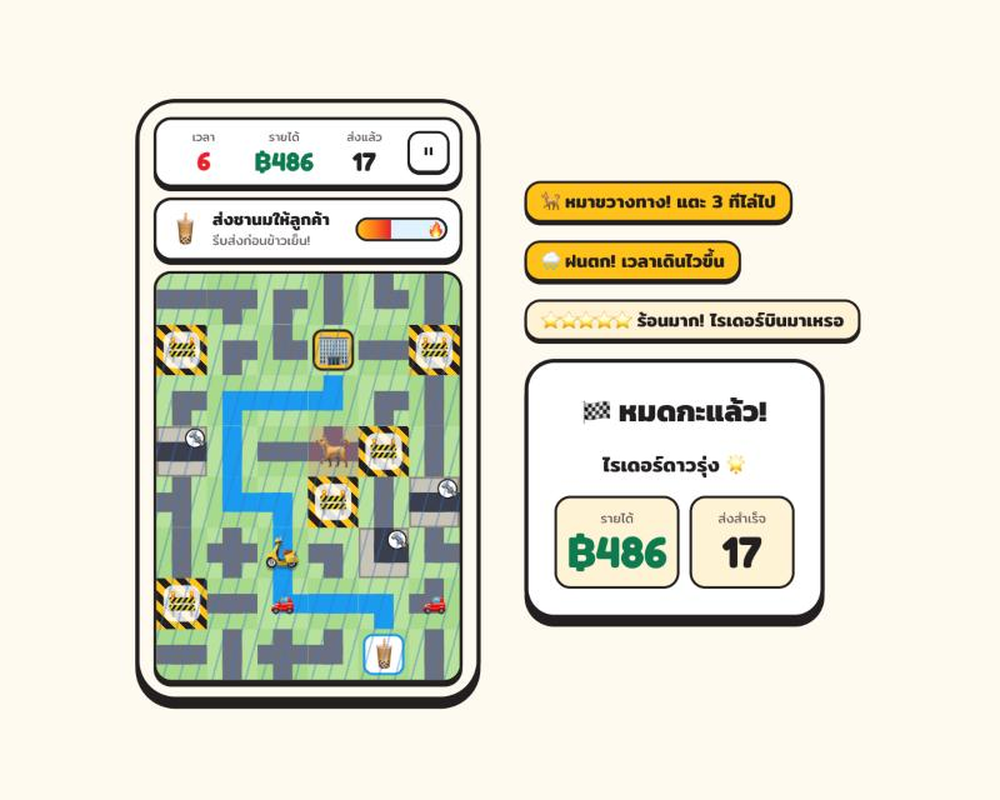 เวลา
รายได้
ส่งแล้ว
6
฿486
17
ส่งชานมให้ลูกค้า
รีบส่งก่อนข้าวเย็น!
หมาขวางทาง! แตะ 3 ทีไล่ไป
ฝนตก! เวลาเดินไวขึ้น
ร้อนมาก! ไรเดอร์บินมาเหรอ
หมดกะแล้ว!
ไรเดอร์ดาวรุ่ง
รายได้
ส่งสำเร็จ
฿486
17